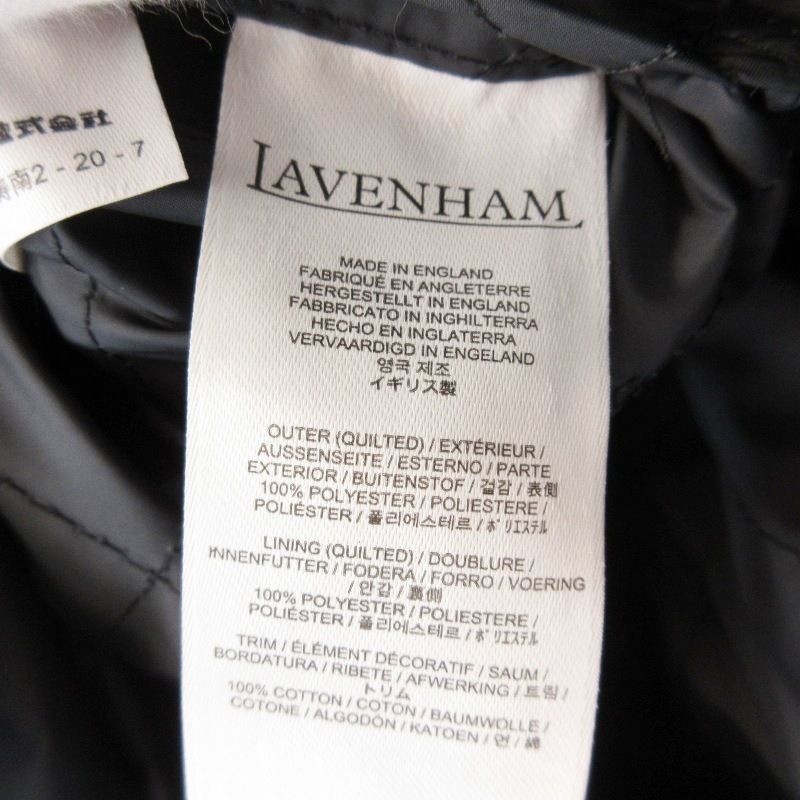 式会社
南2-20-7
LAVENHAM
MADE IN ENGLAND
FABRIQUÉ EN ANGLETERRE
HERGESTELLT IN ENGLAND
FABBRICATO IN INGHILTERRA
HECHO EN INGLATERRA
VERVAARDIGD IN ENGELAND
영국 제조
イギリス製
OUTER (QUILTED) / EXTÉRIEUR /
AUSSENSEITE / ESTERNO / PARTE
EXTERIOR / BUITENSTOF / 겉감 / 表側
100% POLYESTER / POLIESTERE /
POLIÉSTER / 폴리에스테르 / ﾎﾟﾘｴｽﾃﾙ
LINING (QUILTED) / DOUBLURE /
INNENFUTTER / FODERA / FORRO / VOERING
/ 안감 / 裏側
100% POLYESTER / POLIESTERE /
POLIÉSTER / 폴리에스테르 / ﾎﾟﾘｴｽﾃﾙ
TRIM / ÉLÉMENT DÉCORATIF / SAUM /
BORDATURA / RIBETE / AFWERKING / 트림 /
トリム
100% COTTON / COTON / BAUMWOLLE /
COTONE / ALGODÓN / KATOEN / 면 / 綿